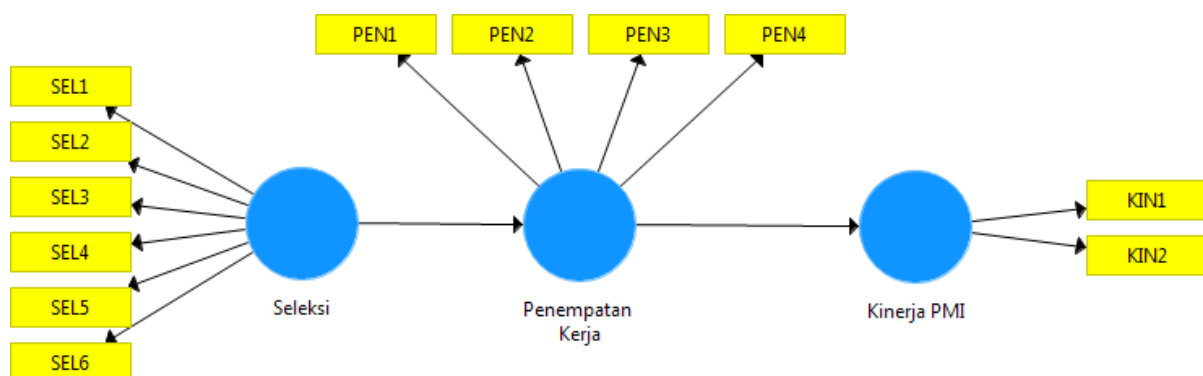 PEN1
PEN2
PEN3
PEN4
SEL1
SEL2
SEL3
SEL4
SEL5
SEL6
Seleksi
Penempatan
Kerja
Kinerja PMI
KIN1
KIN2